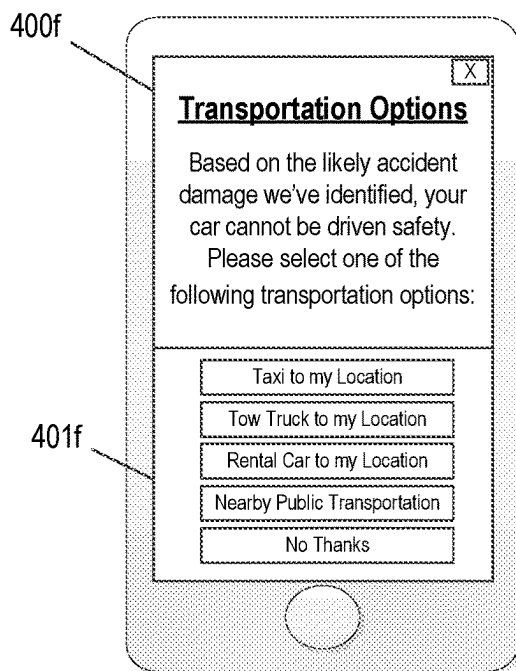 400f
X
Transportation Options
Based on the likely accident
damage we've identified, your
car cannot be driven safety.
Please select one of the
following transportation options:
401f
Taxi to my Location
Tow Truck to my Location
Rental Car to my Location
Nearby Public Transportation
No Thanks